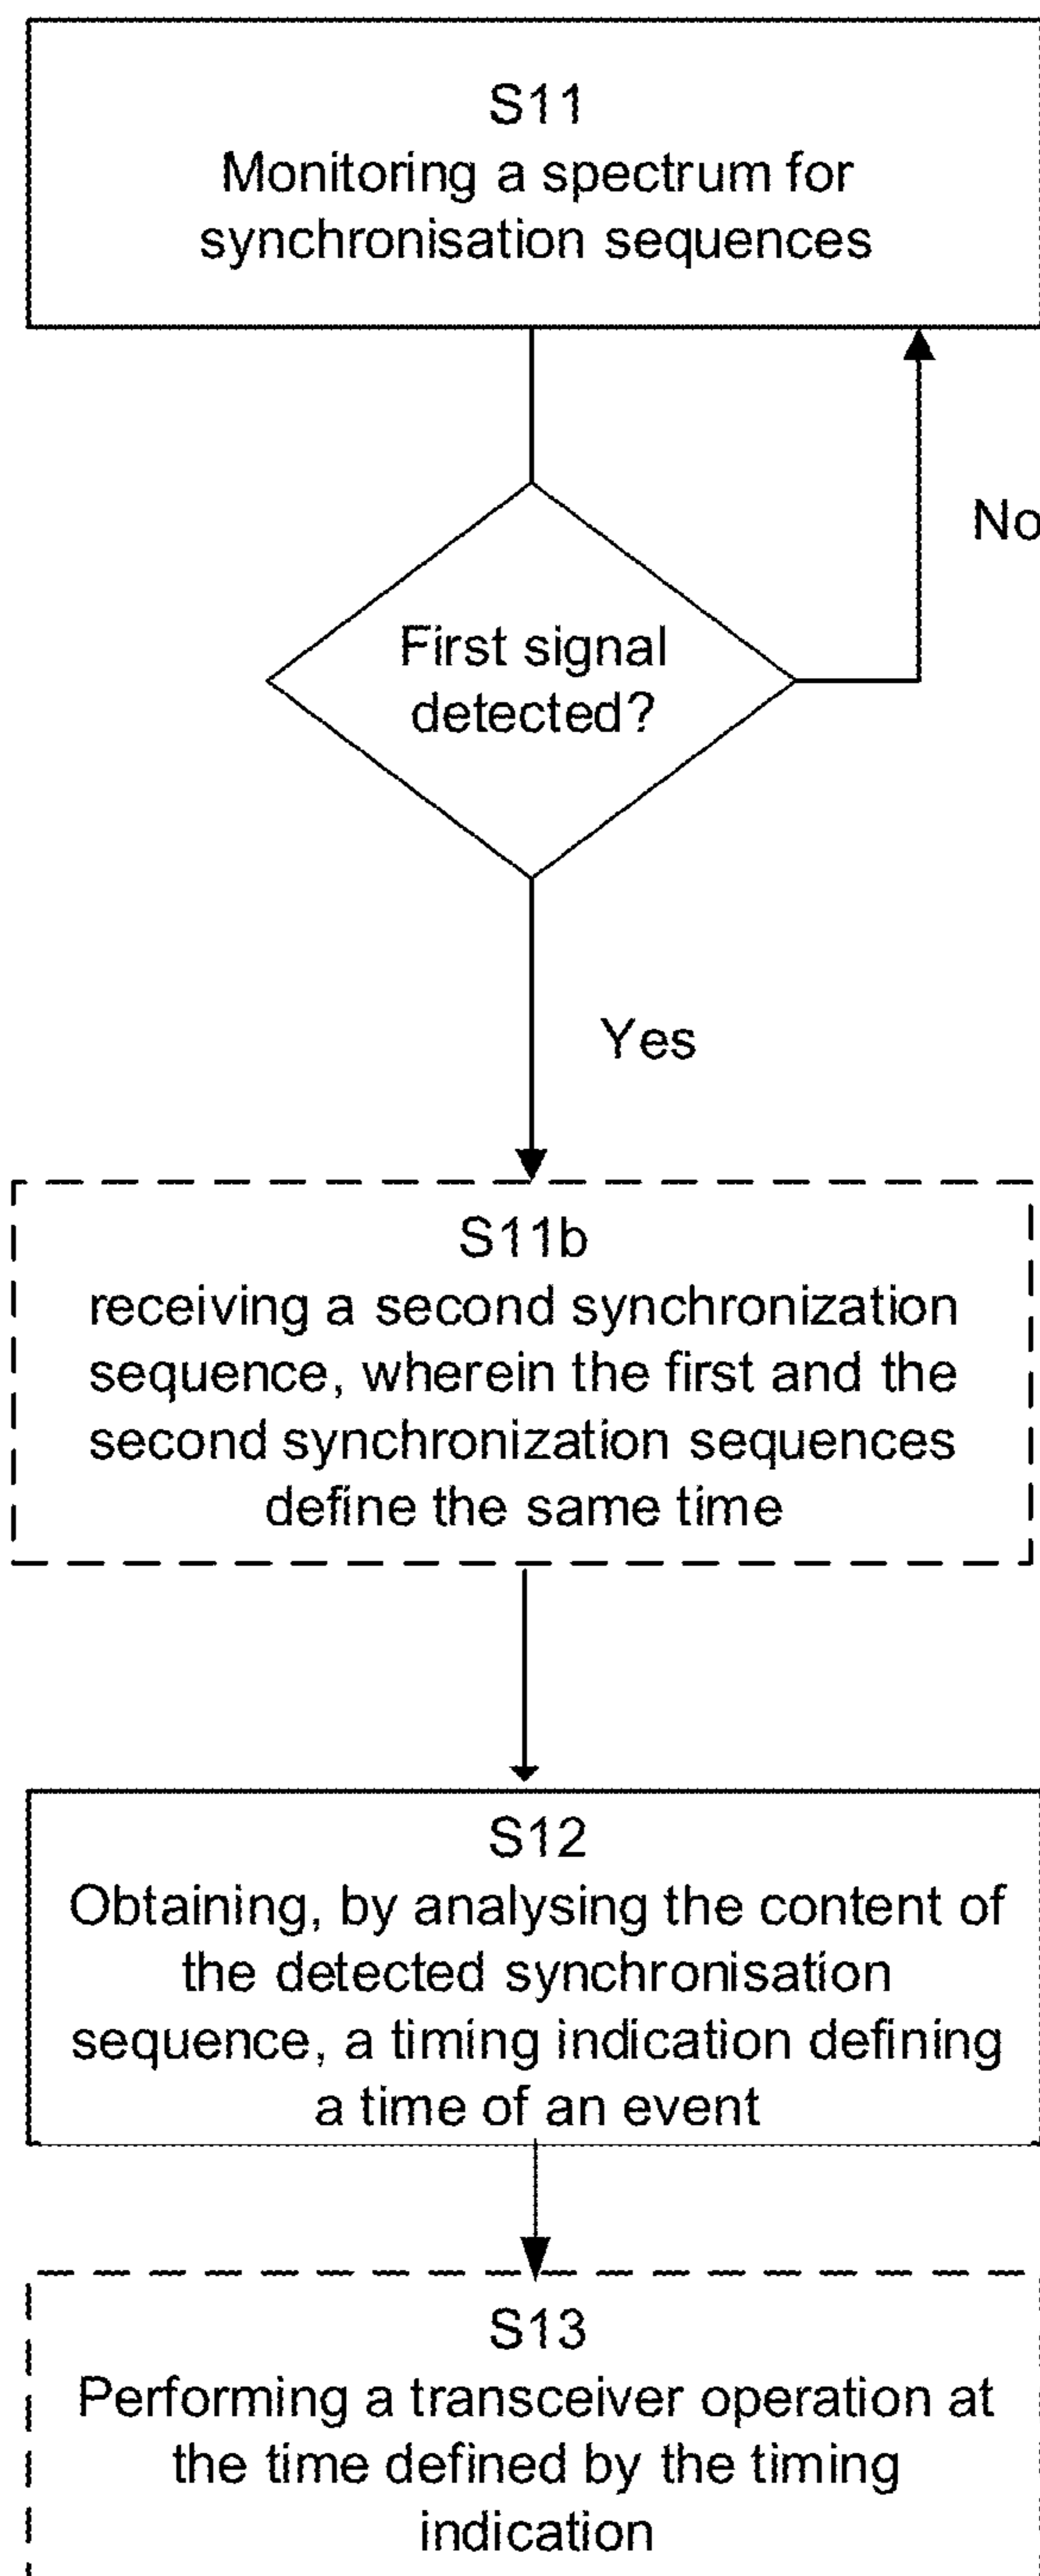 S11
Monitoring a spectrum for
synchronisation sequences
No
First signal
detected?
Yes
S11b
receiving a second synchronization
sequence, wherein the first and the
second synchronization sequences
define the same time
S12
Obtaining, by analysing the content of
the detected synchronisation
sequence, a timing indication defining
a time of an event
S13
Performing a transceiver operation at
the time defined by the timing
indication